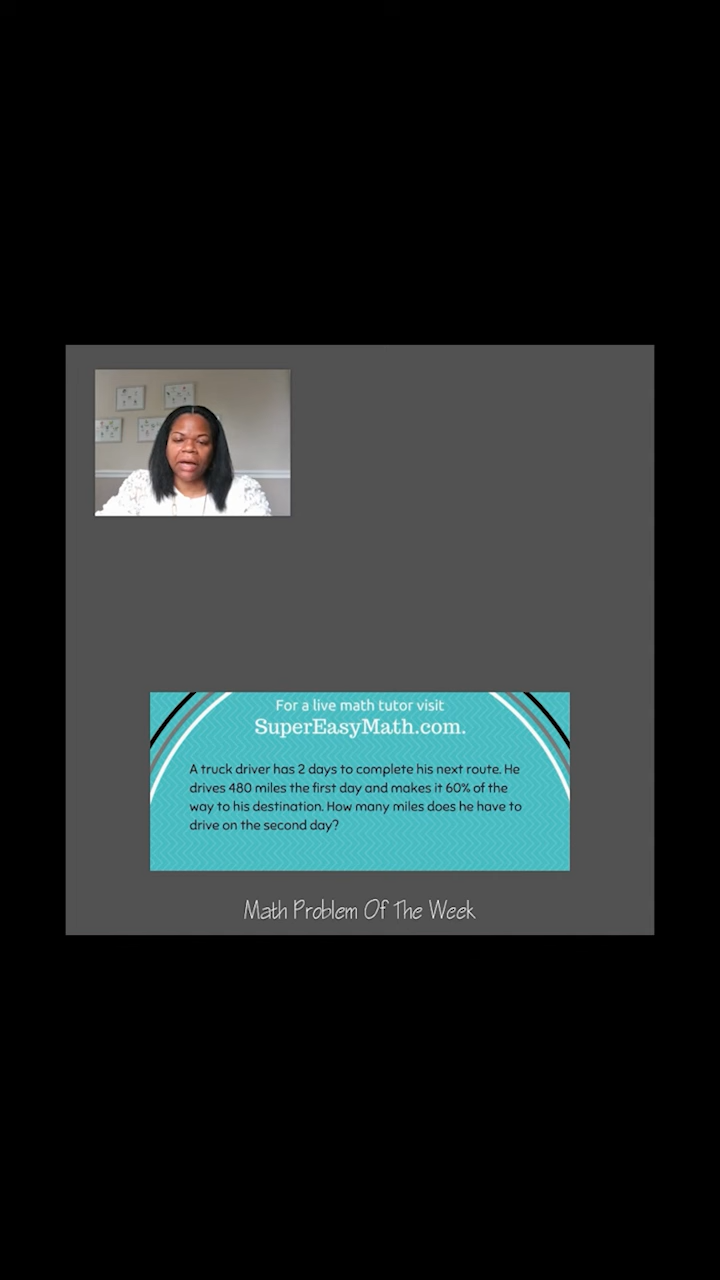 For a live math tutor visit
SuperEasyMath.com.
A truck driver has 2 days to complete his next route. He
drives 480 miles the first day and makes it 60% of the
way to his destination. How many miles does he have to
drive on the second day?
Math Problem Of The Week